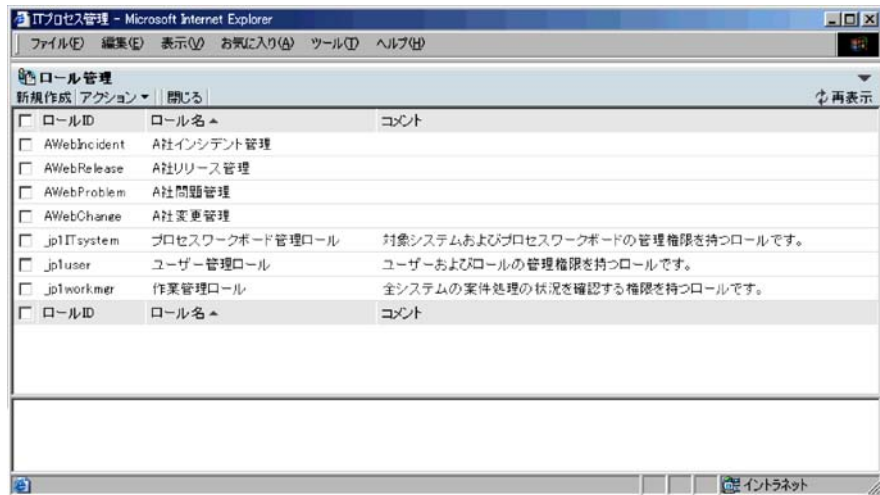 ITプロセス管理 - Microsoft Internet Explorer
ファイル(F) 編集(E) 表示(V) お気に入り(A) ツール(T) ヘルプ(H)
ロール管理
新規作成 アクション 閉じる 再表示
ロールID ロール名 コメント
AWebIncident A社インシデント管理
AWebRelease A社リリース管理
AWebProblem A社問題管理
AWebChange A社変更管理
_jp1ITsystem プロセスワークボード管理ロール 対象システムおよびプロセスワークボードの管理権限を持つロールです。
_jp1user ユーザー管理ロール ユーザーおよびロールの管理権限を持つロールです。
_jp1workmgr 作業管理ロール 全システムの案件処理の状況を確認する権限を持つロールです。
ロールID ロール名 コメント
イントラネット